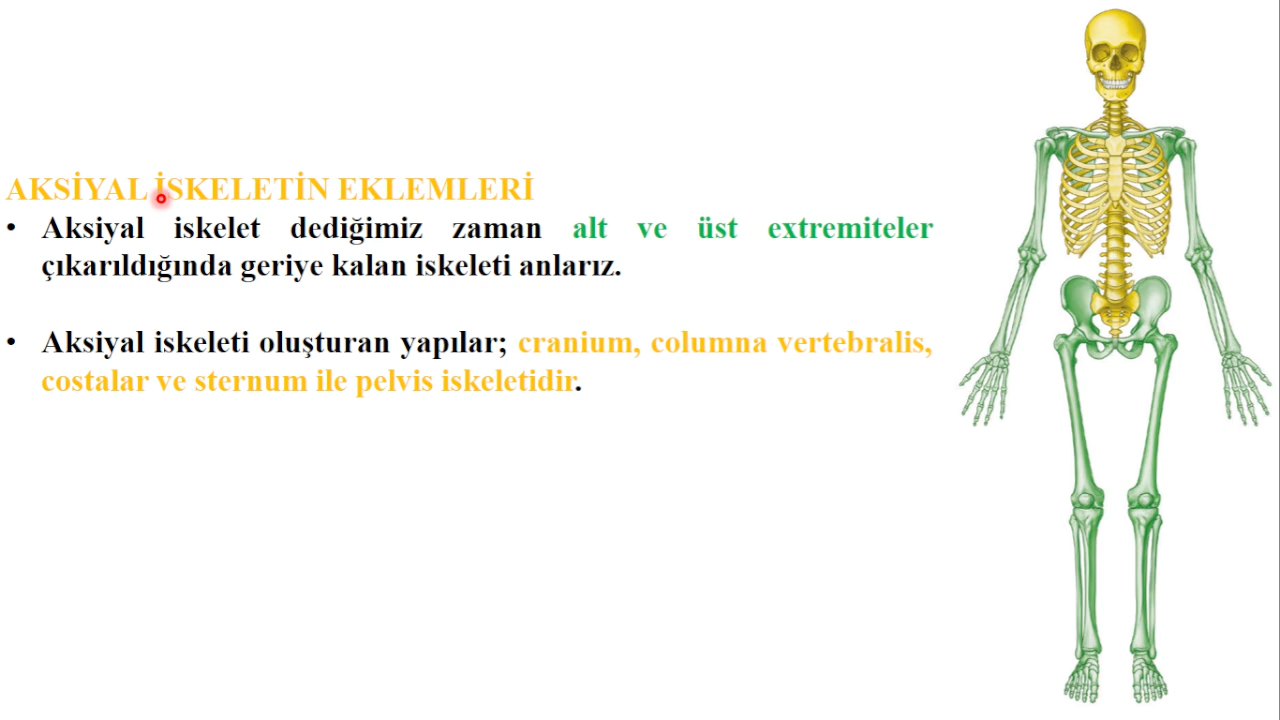 AKSİYAL İSKELETİN EKLEMLERİ
• Aksiyal iskelet dediğimiz zaman alt ve üst extremiteler
çıkarıldığında geriye kalan iskeleti anlarız.
• Aksiyal iskeleti oluşturan yapılar; cranium, columna vertebralis,
costalar ve sternum ile pelvis iskeletidir.